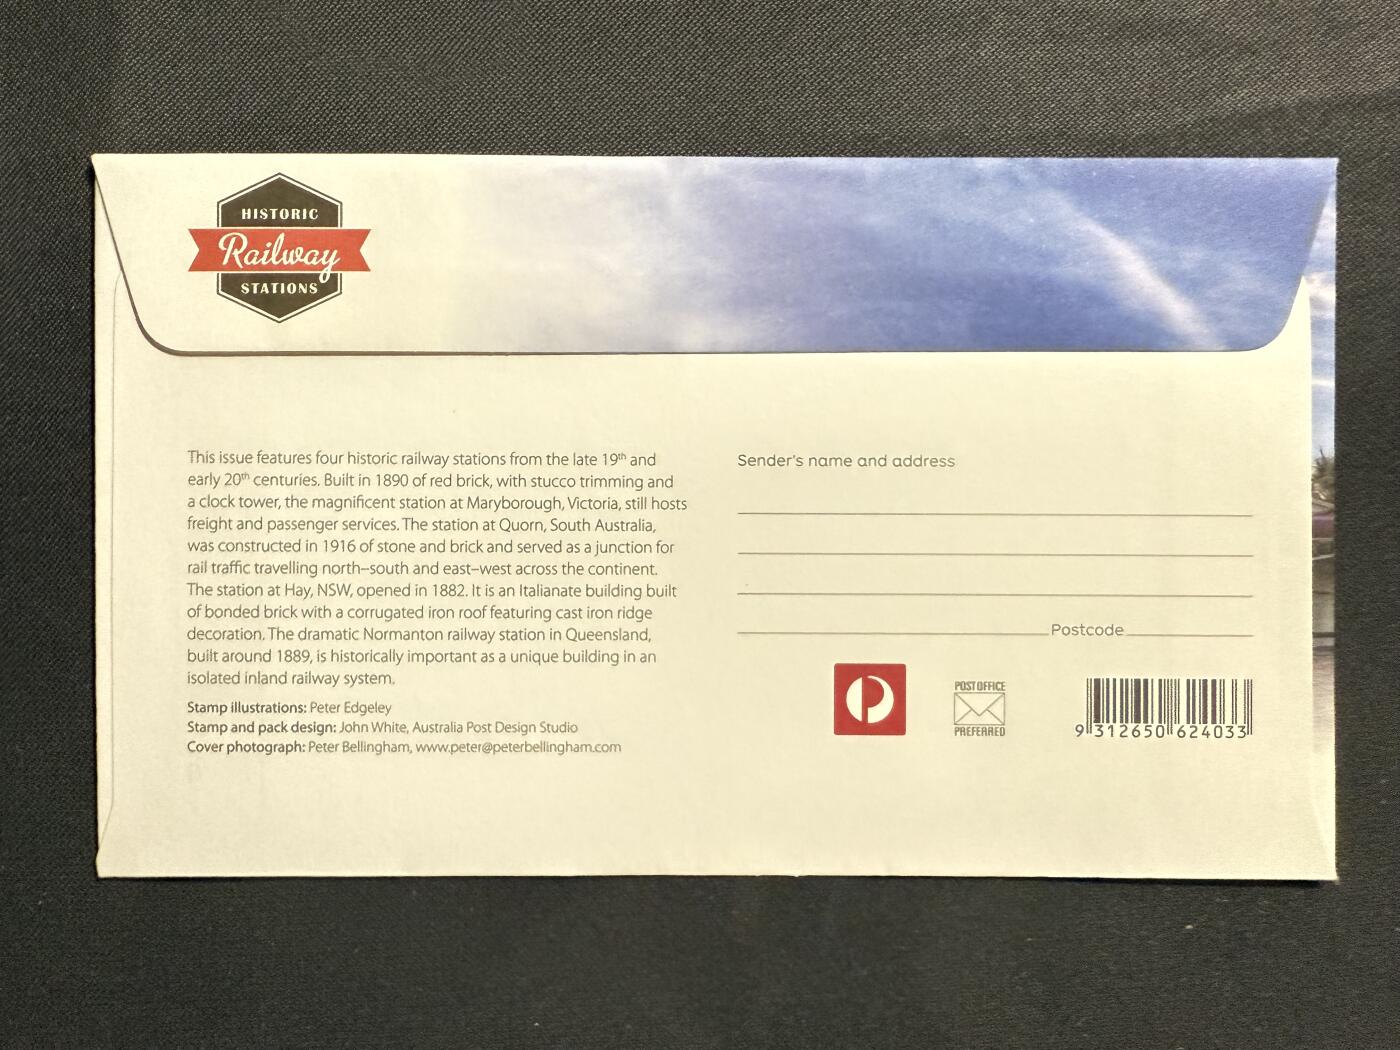 HISTORIC
Railway
STATIONS
This issue features four historic railway stations from the late 19th and
early 20th centuries. Built in 1890 of red brick, with stucco trimming and
a clock tower, the magnificent station at Maryborough, Victoria, still hosts
freight and passenger services. The station at Quorn, South Australia,
was constructed in 1916 of stone and brick and served as a junction for
rail traffic travelling north–south and east–west across the continent.
The station at Hay, NSW, opened in 1882. It is an Italianate building built
of bonded brick with a corrugated iron roof featuring cast iron ridge
decoration. The dramatic Normanton railway station in Queensland,
built around 1889, is historically important as a unique building in an
isolated inland railway system.
Stamp illustrations: Peter Edgeley
Stamp and pack design: John White, Australia Post Design Studio
Cover photograph: Peter Bellingham, www.peter@peterbellingham.com
Sender's name and address
Postcode
POST OFFICE
PREFERRED
9 312650 624033